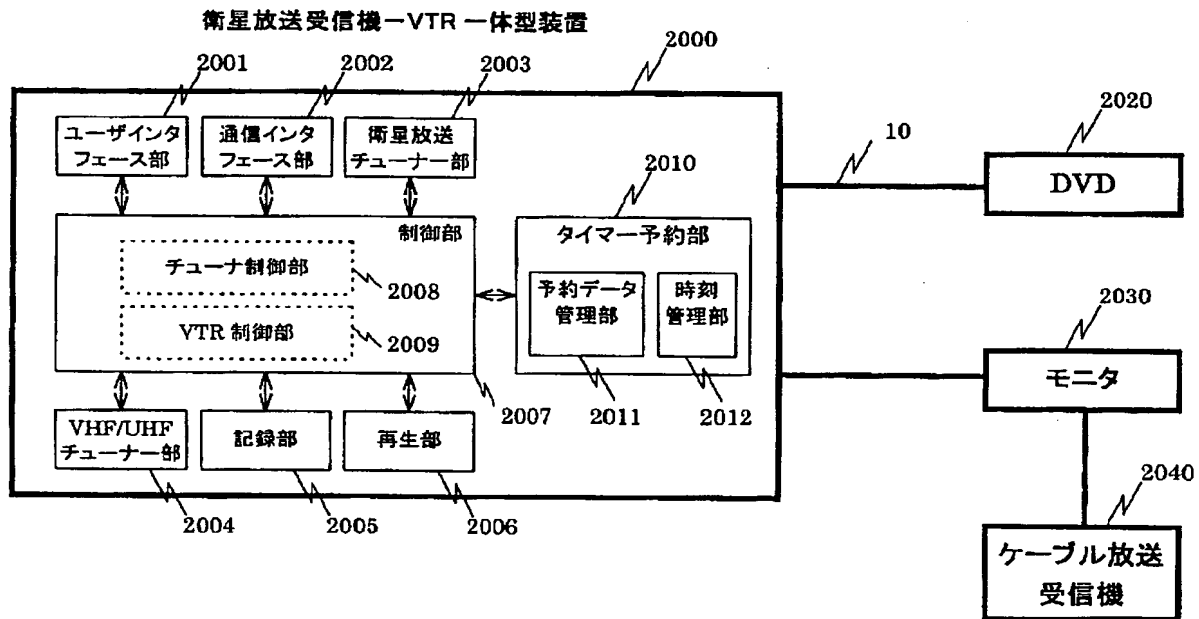 衛星放送受信機ーVTR 一体型装置
2000
2001
2002
2003
ユーザインタ
フェース部
通信インタ
フェース部
衛星放送
チューナー部
2010
10
2020
DVD
制御部
チューナ制御部
2008
VTR 制御部
2009
タイマー予約部
予約データ
管理部
時刻
管理部
2030
モニタ
2007
2011
2012
VHF/UHF
チューナー部
記録部
再生部
2004
2005
2006
2040
ケーブル放送
受信機